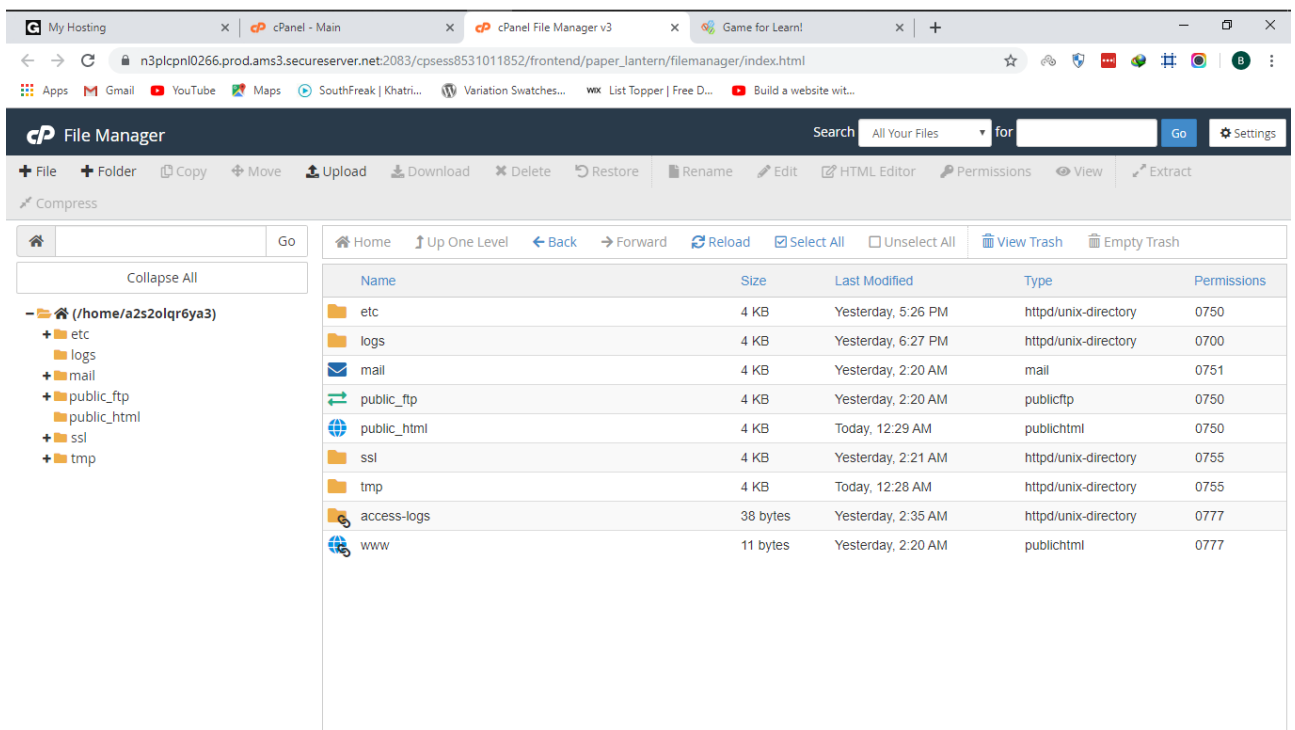 My Hosting cPanel - Main cPanel File Manager v3 Game for Learn!
n3plcpnl0266.prod.ams3.secureserver.net:2083/cpsess8531011852/frontend/paper_lantern/filemanager/index.html B
Apps Gmail YouTube Maps SouthFreak | Khatri... Variation Swatches... WIX List Topper | Free D... Build a website wit...
cP File Manager Search All Your Files for Go Settings
File Folder Copy Move Upload Download Delete Restore Rename Edit HTML Editor Permissions View Extract
Compress
Go Home Up One Level Back Forward Reload Select All Unselect All View Trash Empty Trash
Collapse All
Name Size Last Modified Type Permissions
(/home/a2s2olqr6ya3)
etc
logs
mail
public_ftp
public_html
ssl
tmp
etc 4 KB Yesterday, 5:26 PM httpd/unix-directory 0750
logs 4 KB Yesterday, 6:27 PM httpd/unix-directory 0700
mail 4 KB Yesterday, 2:20 AM mail 0751
public_ftp 4 KB Yesterday, 2:20 AM publicftp 0750
public_html 4 KB Today, 12:29 AM publichtml 0750
ssl 4 KB Yesterday, 2:21 AM httpd/unix-directory 0755
tmp 4 KB Today, 12:28 AM httpd/unix-directory 0755
access-logs 38 bytes Yesterday, 2:35 AM httpd/unix-directory 0777
www 11 bytes Yesterday, 2:20 AM publichtml 0777